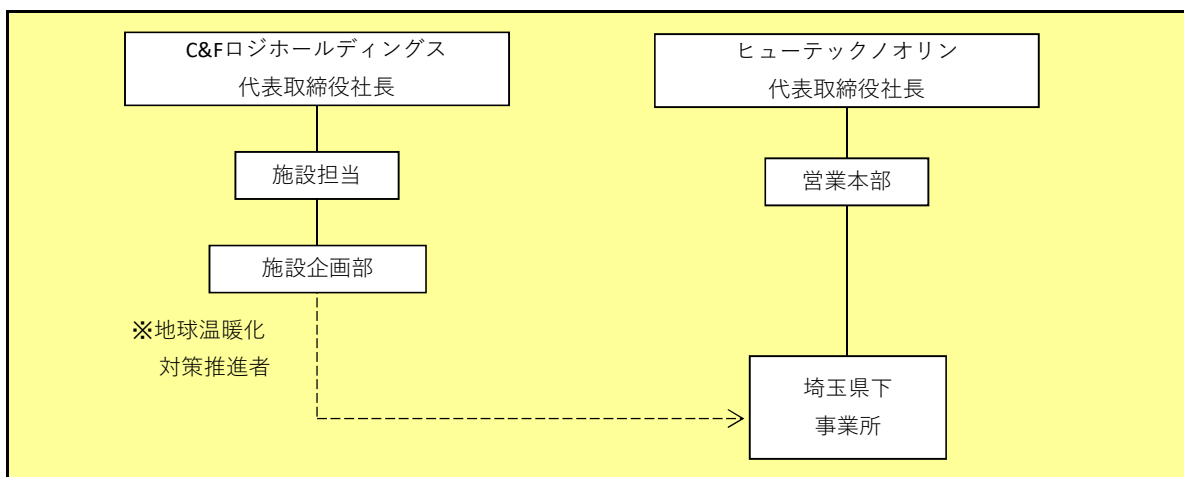 C&Fロジホールディングス
代表取締役社長
施設担当
施設企画部
※地球温暖化
対策推進者
ヒューテックノオリン
代表取締役社長
営業本部
埼玉県下
事業所